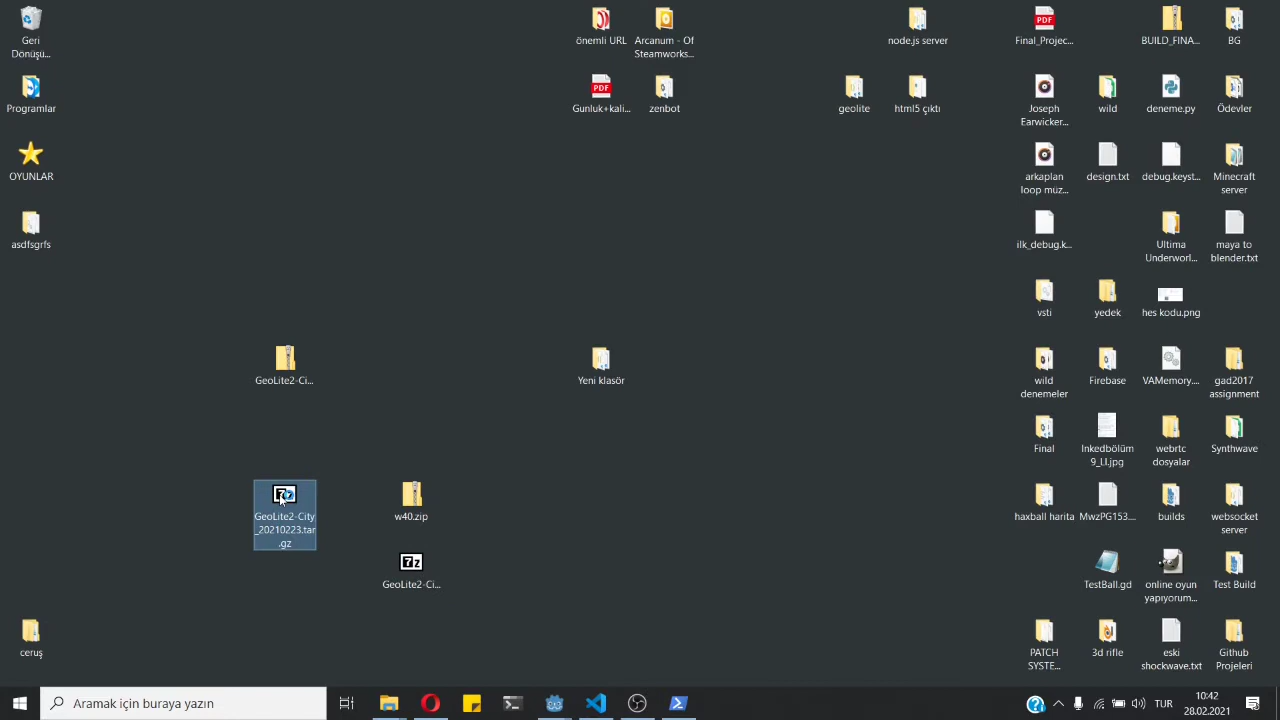 Geri
Dönüşü...
önemli URL
Arcanum - Of
Steamworks...
node.js server
Final_Projec...
BUILD_FINA...
BG
Programlar
Gunluk+kali...
zenbot
geolite
html5 çıktı
Joseph
Earwicker...
wild
deneme.py
Ödevler
OYUNLAR
arkaplan
loop müz...
design.txt
debug.keyst...
Minecraft
server
asdfsgrfs
ilk_debug.k...
Ultima
Underworl...
maya to
blender.txt
vsti
yedek
hes kodu.png
GeoLite2-Ci...
Yeni klasör
wild
denemeler
Firebase
VAMemory....
gad2017
assignment
Final
Inkedbölüm
9_LI.jpg
webrtc
dosyalar
Synthwave
GeoLite2-City
_20210223.tar
.gz
w40.zip
haxball harita
MwzPG153...
builds
websocket
server
GeoLite2-Ci...
TestBall.gd
online oyun
yapıyorum...
Test Build
ceruş
PATCH
SYSTE...
3d rifle
eski
shockwave.txt
Github
Projeleri
Aramak için buraya yazın
TUR
10:42
28.02.2021